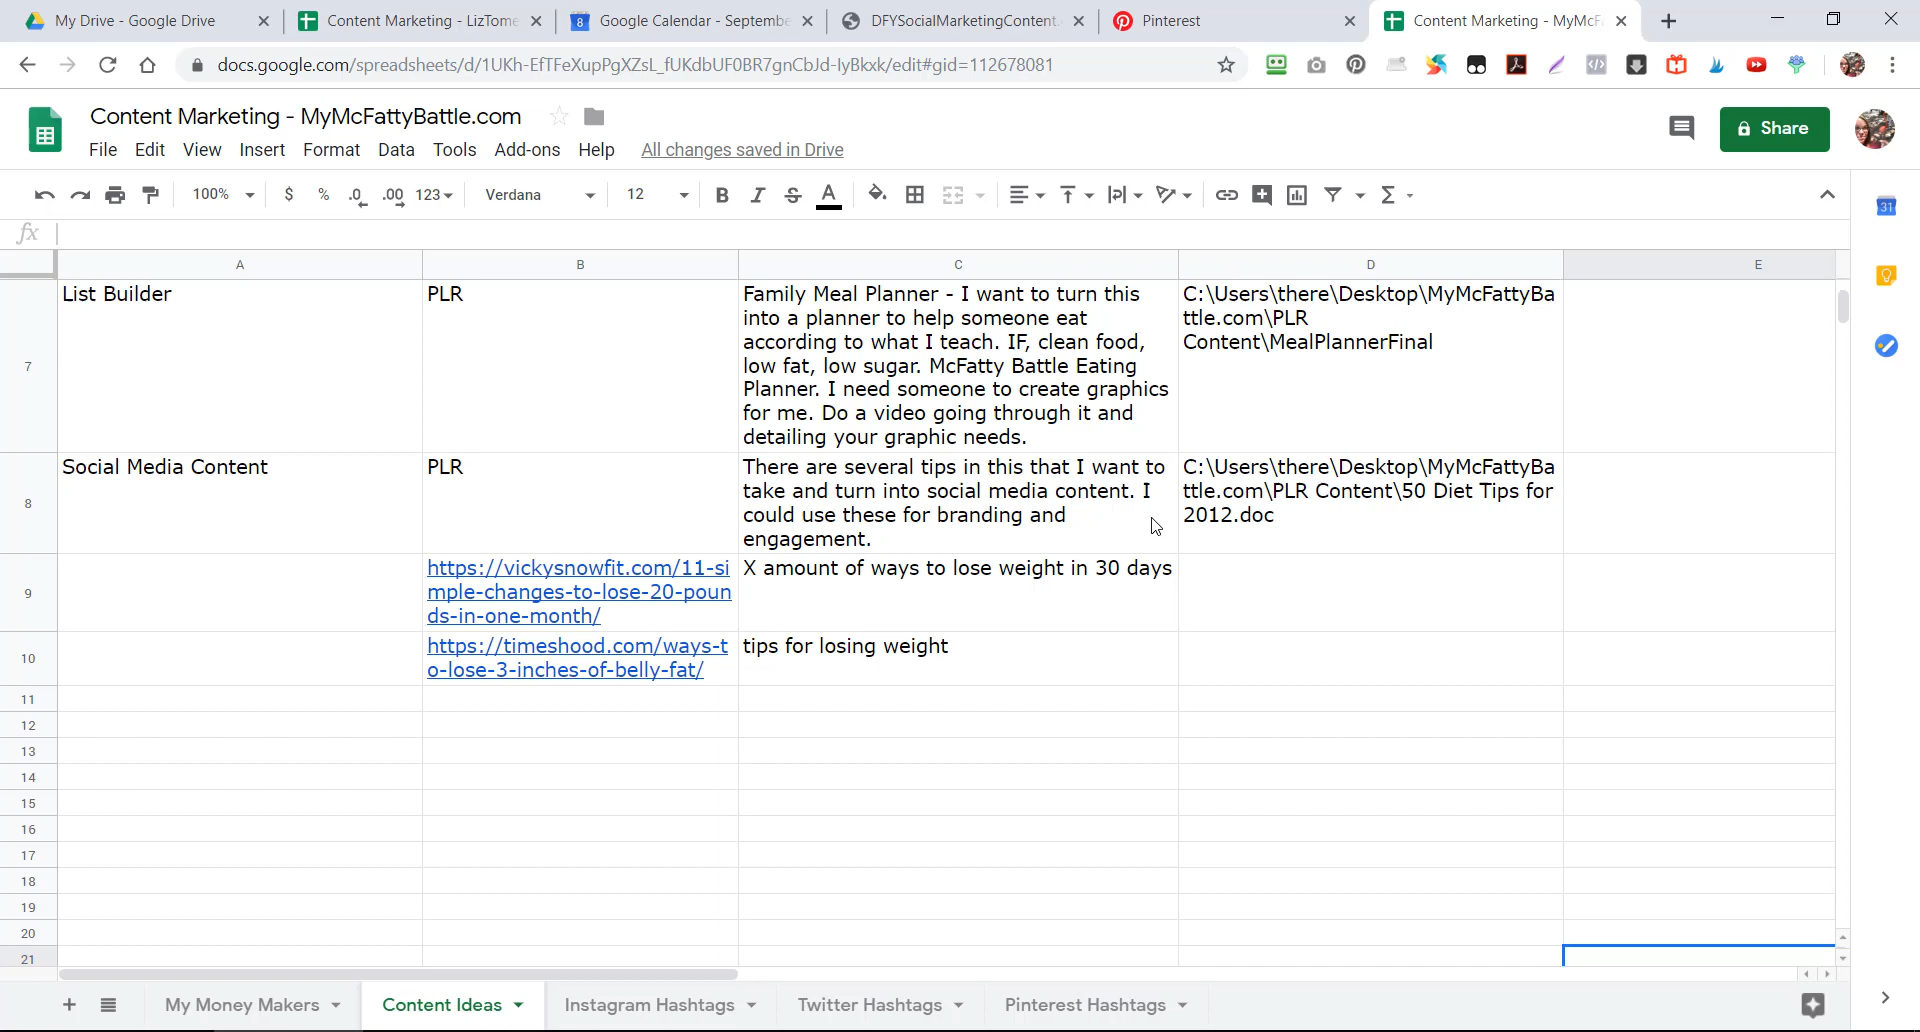 My Drive - Google Drive
Content Marketing - LizTome
Google Calendar - Septembe
DFYSocialMarketingContent.
Pinterest
Content Marketing - MyMcF
docs.google.com/spreadsheets/d/1UKh-EfTFeXupPgXZsL_fUKdbUF0BR7gnCbJd-IyBkxk/edit#gid=112678081
Content Marketing - MyMcFattyBattle.com
Share
File Edit View Insert Format Data Tools Add-ons Help All changes saved in Drive
100% $ % .0 .00 123 Verdana 12 B I S A
31
fx
A B C D E
7
List Builder
PLR
Family Meal Planner - I want to turn this
into a planner to help someone eat
according to what I teach. IF, clean food,
low fat, low sugar. McFatty Battle Eating
Planner. I need someone to create graphics
for me. Do a video going through it and
detailing your graphic needs.
C:\Users\there\Desktop\MyMcFattyBa
ttle.com\PLR
Content\MealPlannerFinal
8
Social Media Content
PLR
There are several tips in this that I want to
take and turn into social media content. I
could use these for branding and
engagement.
C:\Users\there\Desktop\MyMcFattyBa
ttle.com\PLR Content\50 Diet Tips for
2012.doc
9
https://vickysnowfit.com/11-si
mple-changes-to-lose-20-poun
ds-in-one-month/
X amount of ways to lose weight in 30 days
10
https://timeshood.com/ways-t
o-lose-3-inches-of-belly-fat/
tips for losing weight
11
12
13
14
15
16
17
18
19
20
21
My Money Makers
Content Ideas
Instagram Hashtags
Twitter Hashtags
Pinterest Hashtags